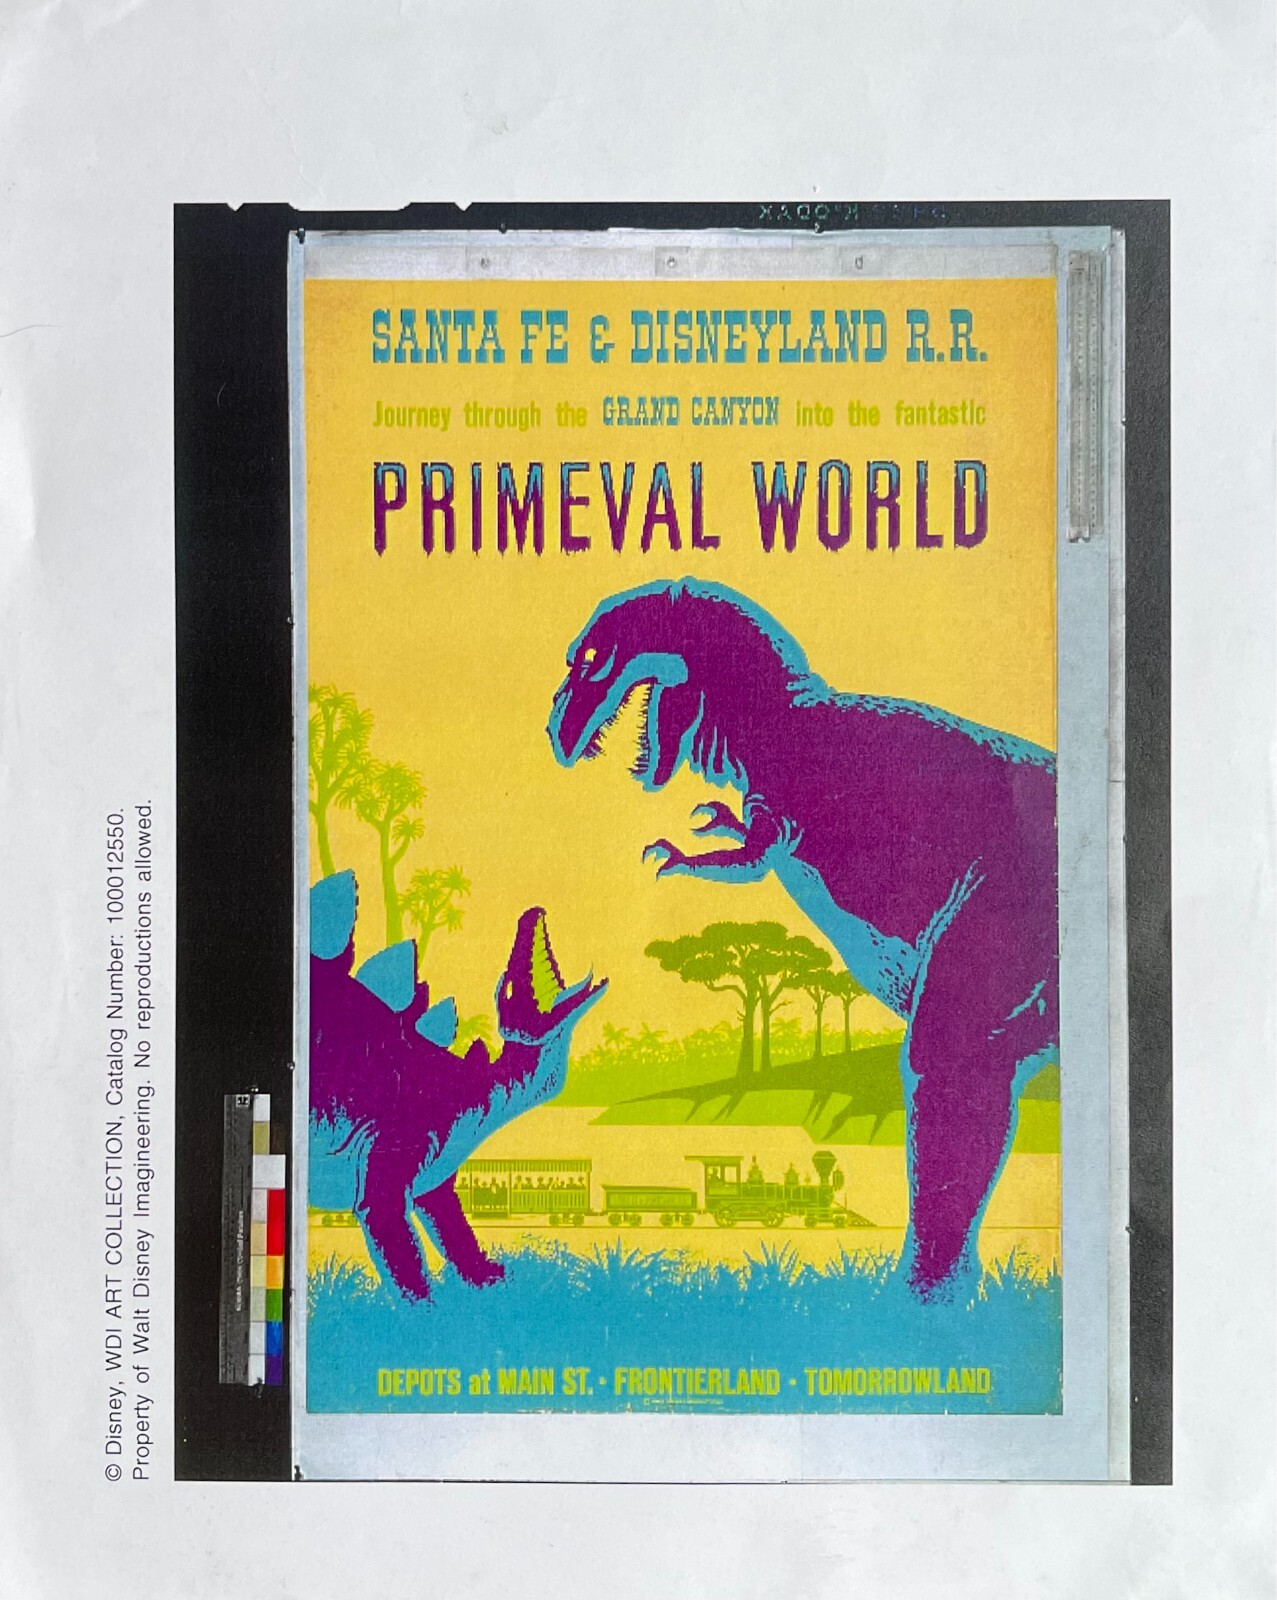 SANTA FE & DISNEYLAND R.R.
Journey through the GRAND CANYON into the fantastic
PRIMEVAL WORLD
DEPOTS at MAIN ST. · FRONTIERLAND · TOMORROWLAND
© Disney, WDI ART COLLECTION, Catalog Number: 100012550.
Property of Walt Disney Imagineering. No reproductions allowed.
KODAK